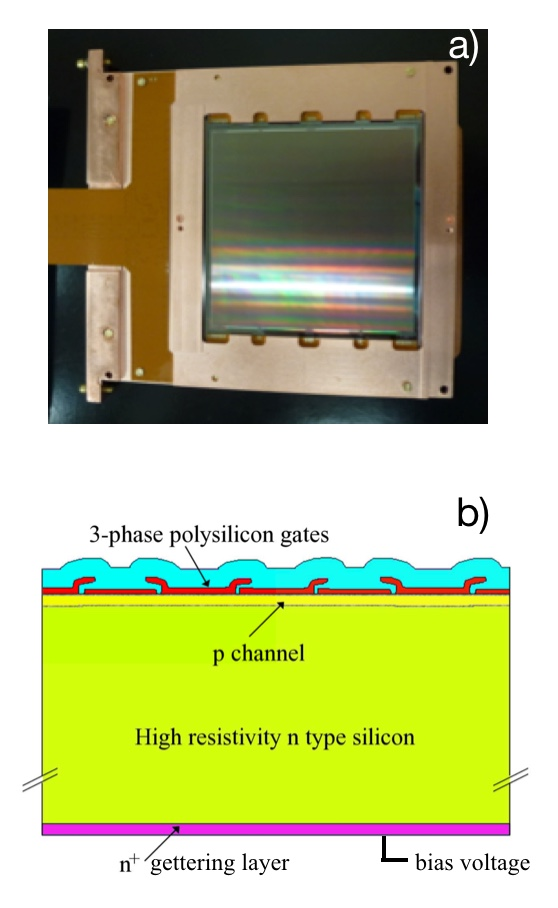 a)
b)
3-phase polysilicon gates
p channel
High resistivity n type silicon
n+ gettering layer
bias voltage